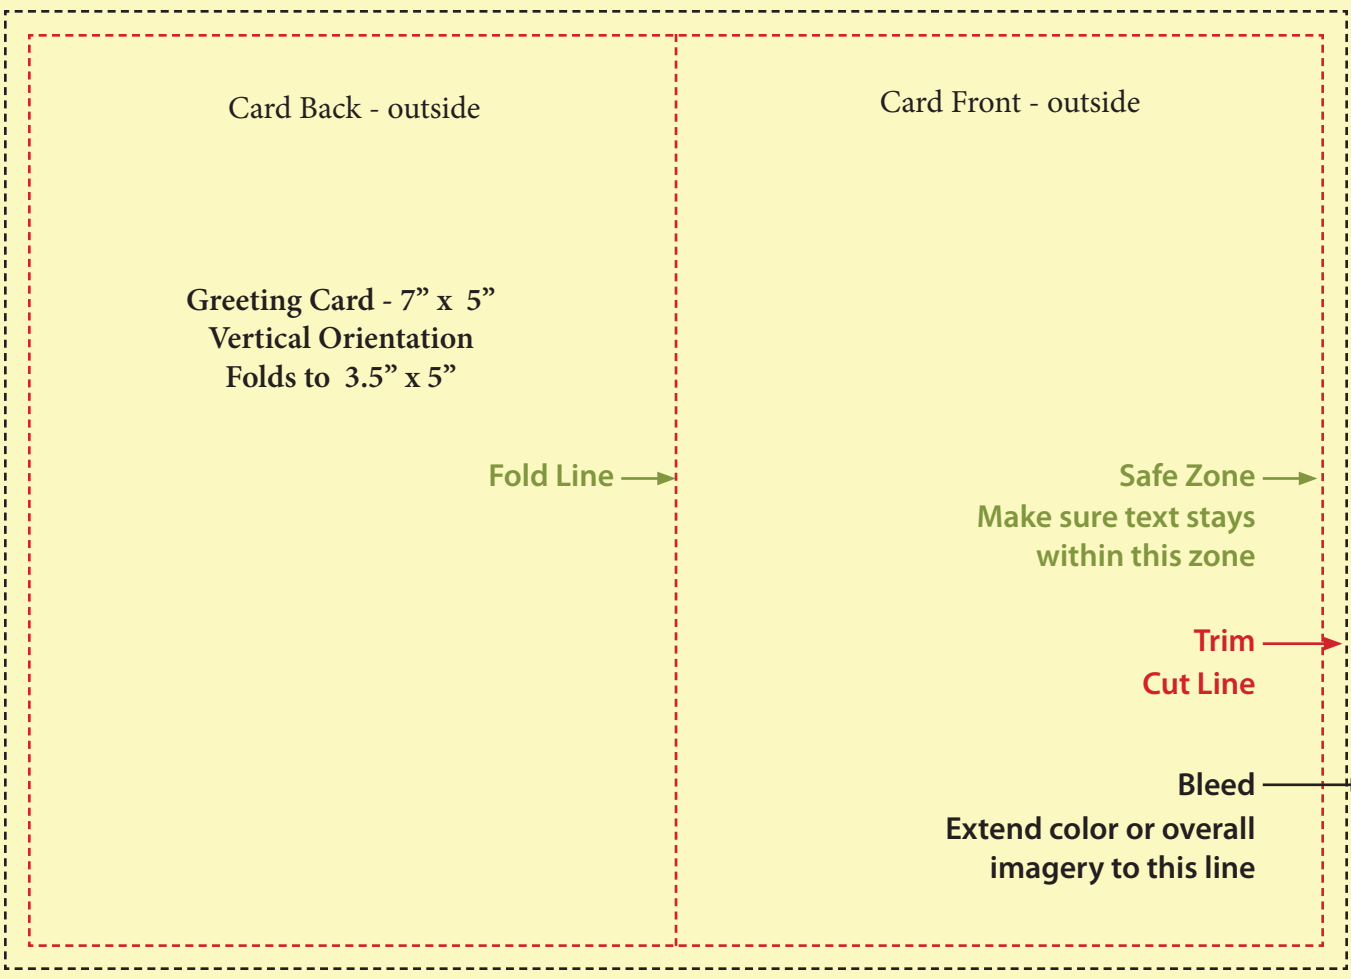 Card Back - outside
Card Front - outside
Greeting Card - 7” x  5”
Vertical Orientation
Folds to  3.5” x 5”
Fold Line
Safe Zone
Make sure text stays
within this zone
Trim
Cut Line
Bleed
Extend color or overall
imagery to this line